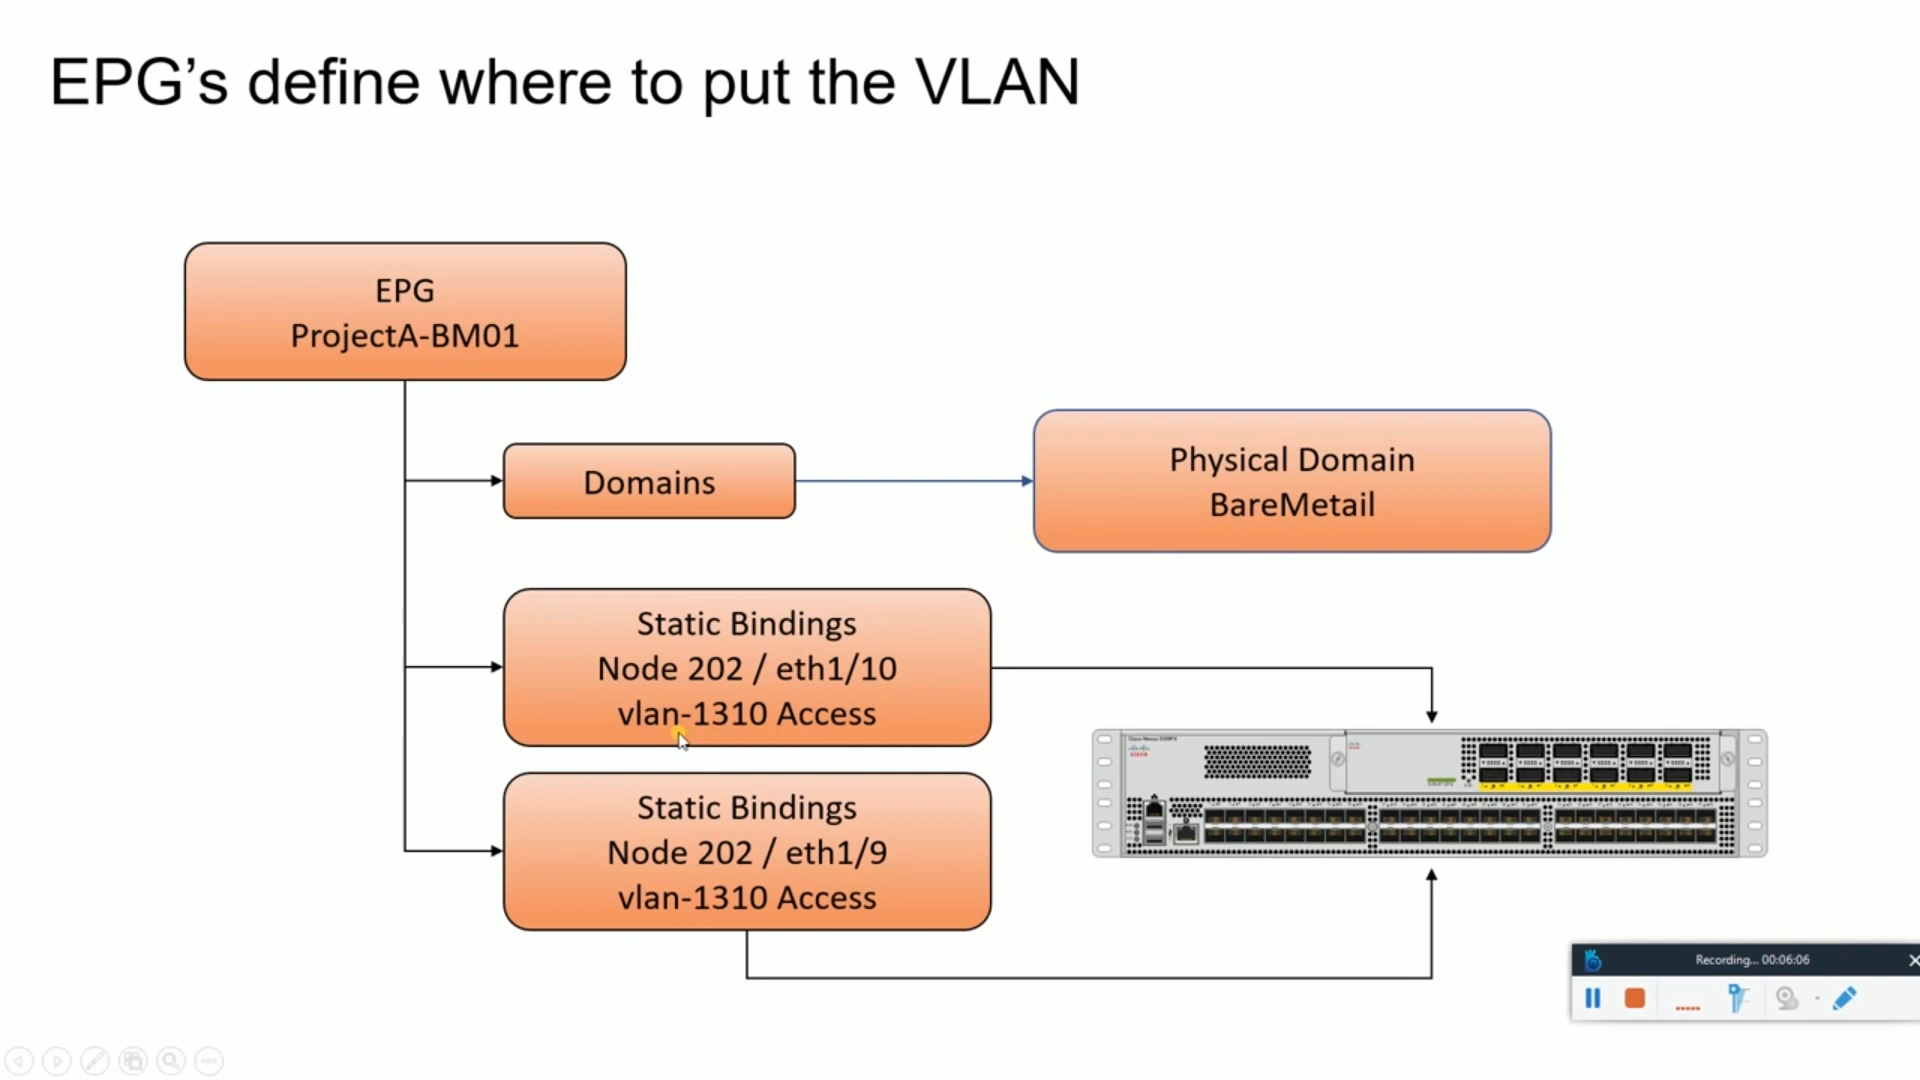 EPG’s define where to put the VLAN
EPG
ProjectA-BM01
Domains
Physical Domain
BareMetail
Static Bindings
Node 202 / eth1/10
vlan-1310 Access
Static Bindings
Node 202 / eth1/9
vlan-1310 Access
Recording... 00:06:06